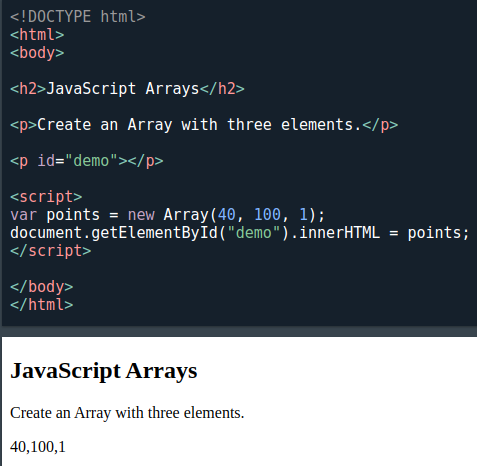 <!DOCTYPE html>
<html>
<body>
<h2>JavaScript Arrays</h2>
<p>Create an Array with three elements.</p>
<p id="demo"></p>
<script>
var points = new Array(40, 100, 1);
document.getElementById("demo").innerHTML = points;
</script>
</body>
</html>
JavaScript Arrays
Create an Array with three elements.
40,100,1